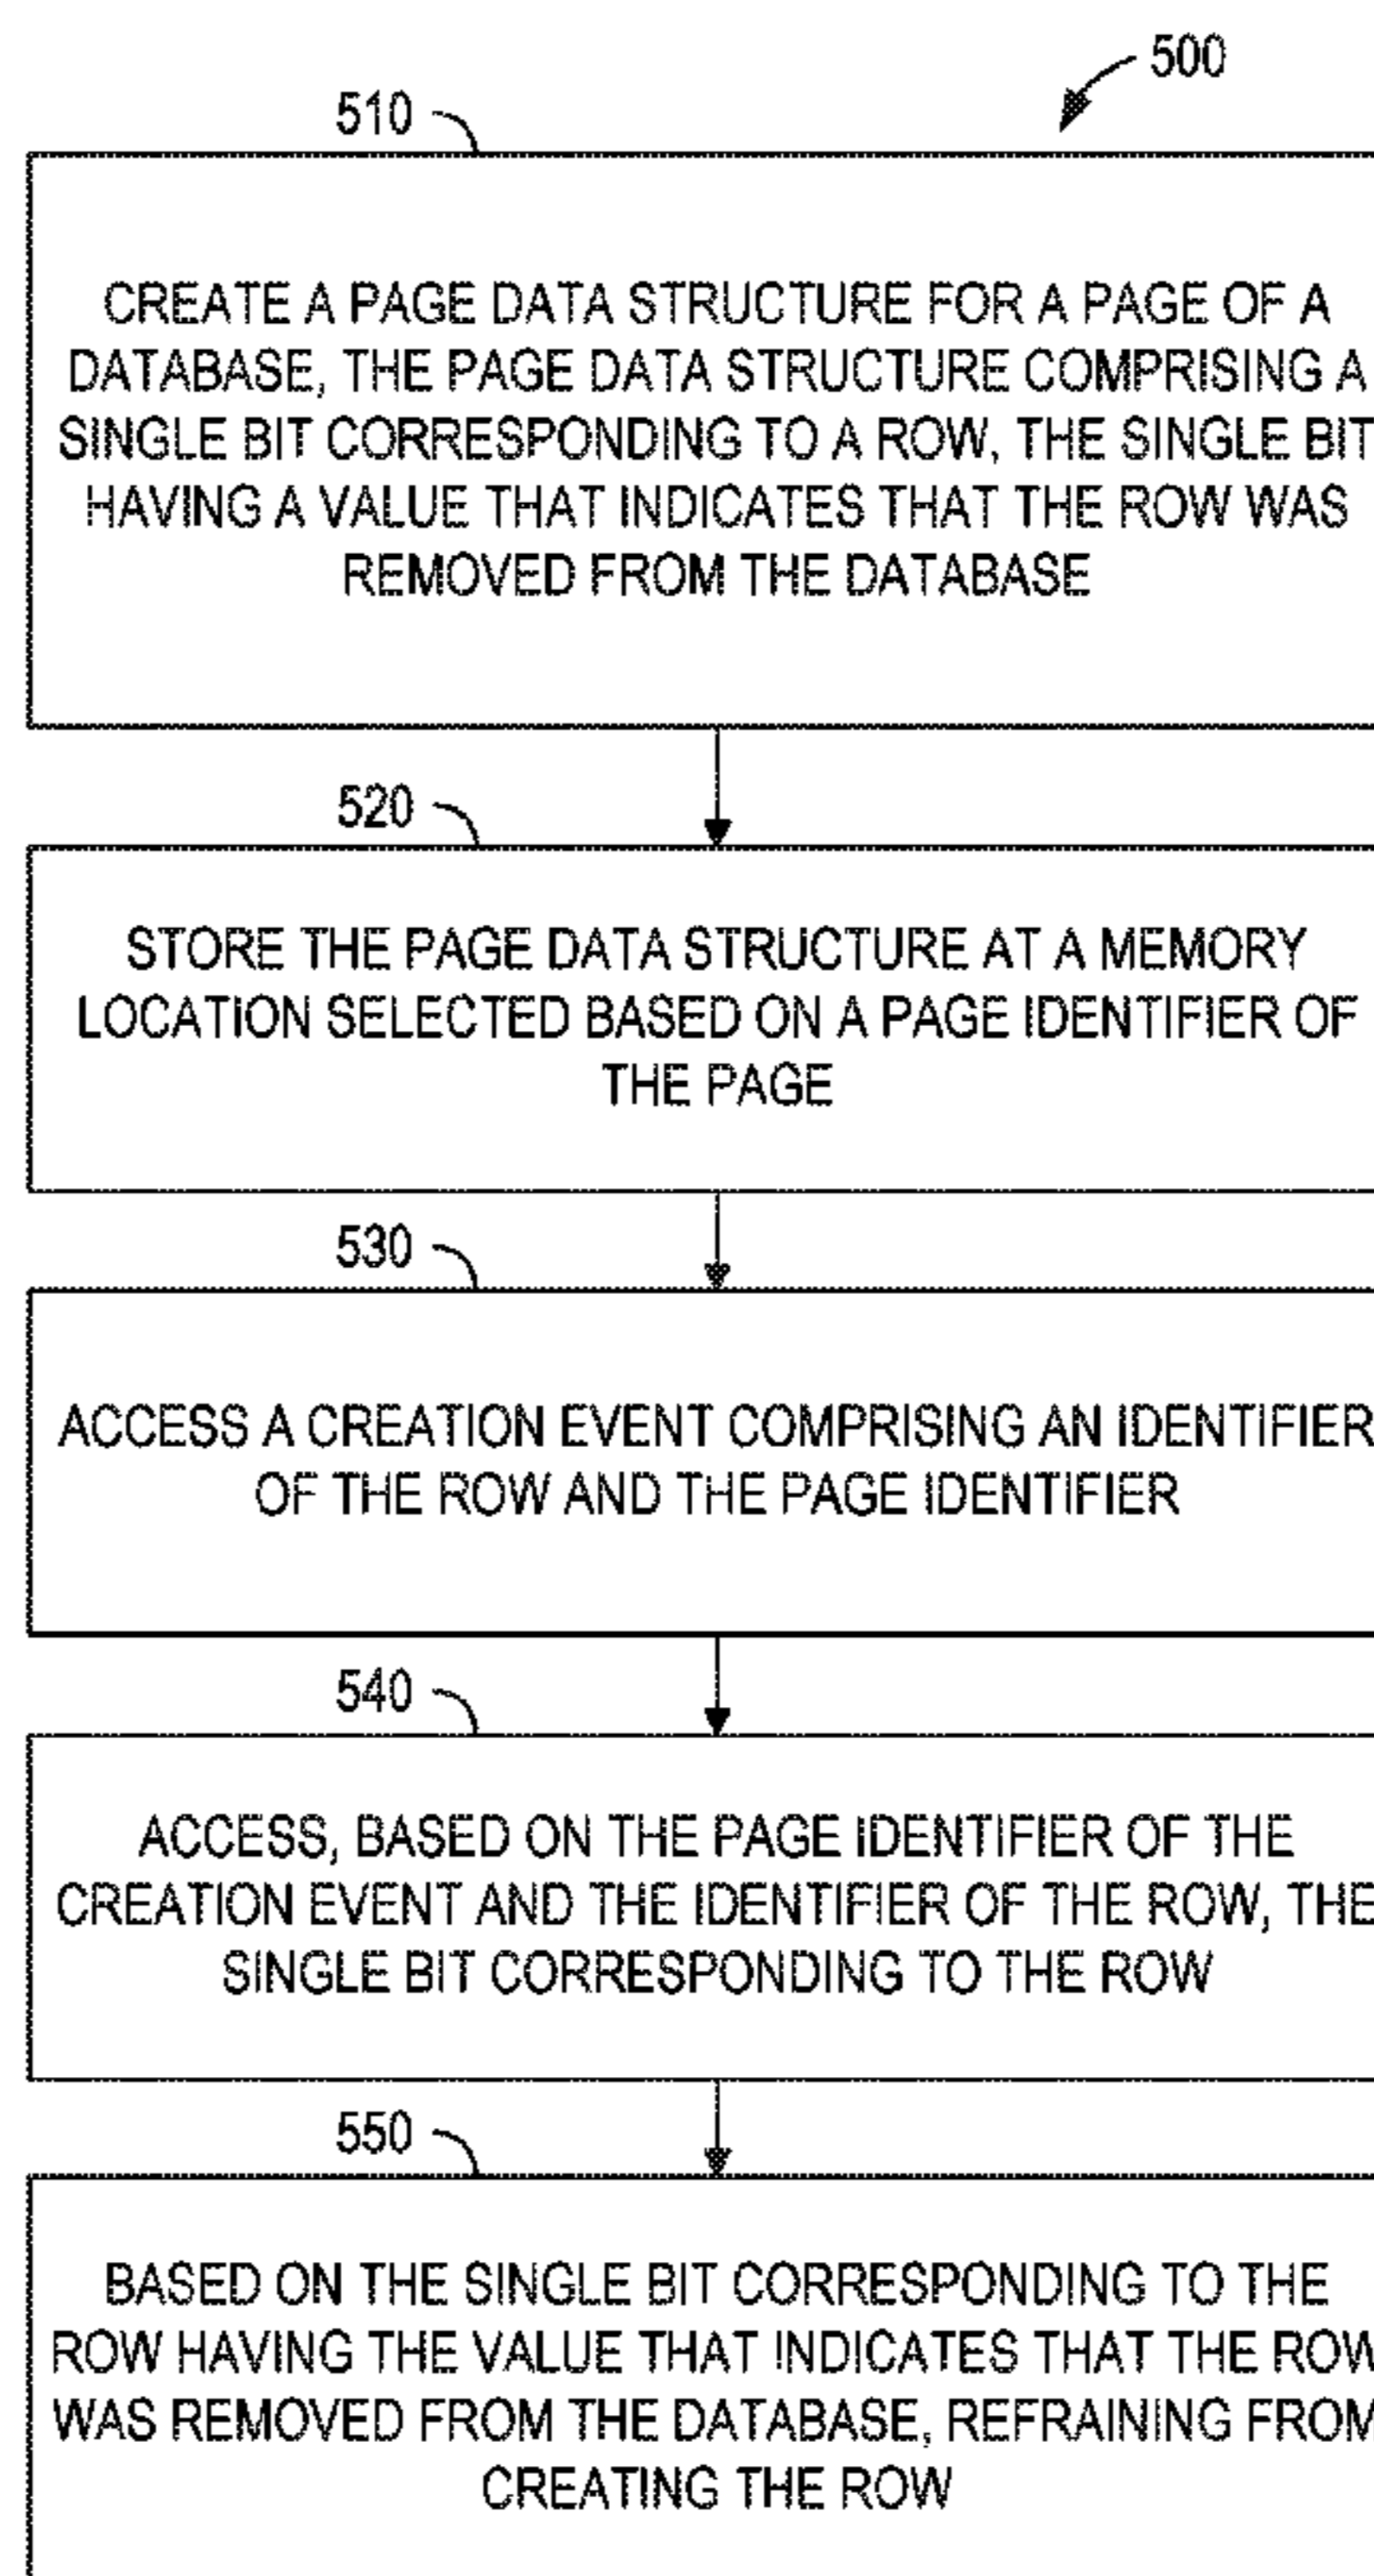 500
510
CREATE A PAGE DATA STRUCTURE FOR A PAGE OF A
DATABASE, THE PAGE DATA STRUCTURE COMPRISING A
SINGLE BIT CORRESPONDING TO A ROW, THE SINGLE BIT
HAVING A VALUE THAT INDICATES THAT THE ROW WAS
REMOVED FROM THE DATABASE
520
STORE THE PAGE DATA STRUCTURE AT A MEMORY
LOCATION SELECTED BASED ON A PAGE IDENTIFIER OF
THE PAGE
530
ACCESS A CREATION EVENT COMPRISING AN IDENTIFIER
OF THE ROW AND THE PAGE IDENTIFIER
540
ACCESS, BASED ON THE PAGE IDENTIFIER OF THE
CREATION EVENT AND THE IDENTIFIER OF THE ROW, THE
SINGLE BIT CORRESPONDING TO THE ROW
550
BASED ON THE SINGLE BIT CORRESPONDING TO THE
ROW HAVING THE VALUE THAT INDICATES THAT THE ROW
WAS REMOVED FROM THE DATABASE, REFRAINING FROM
CREATING THE ROW